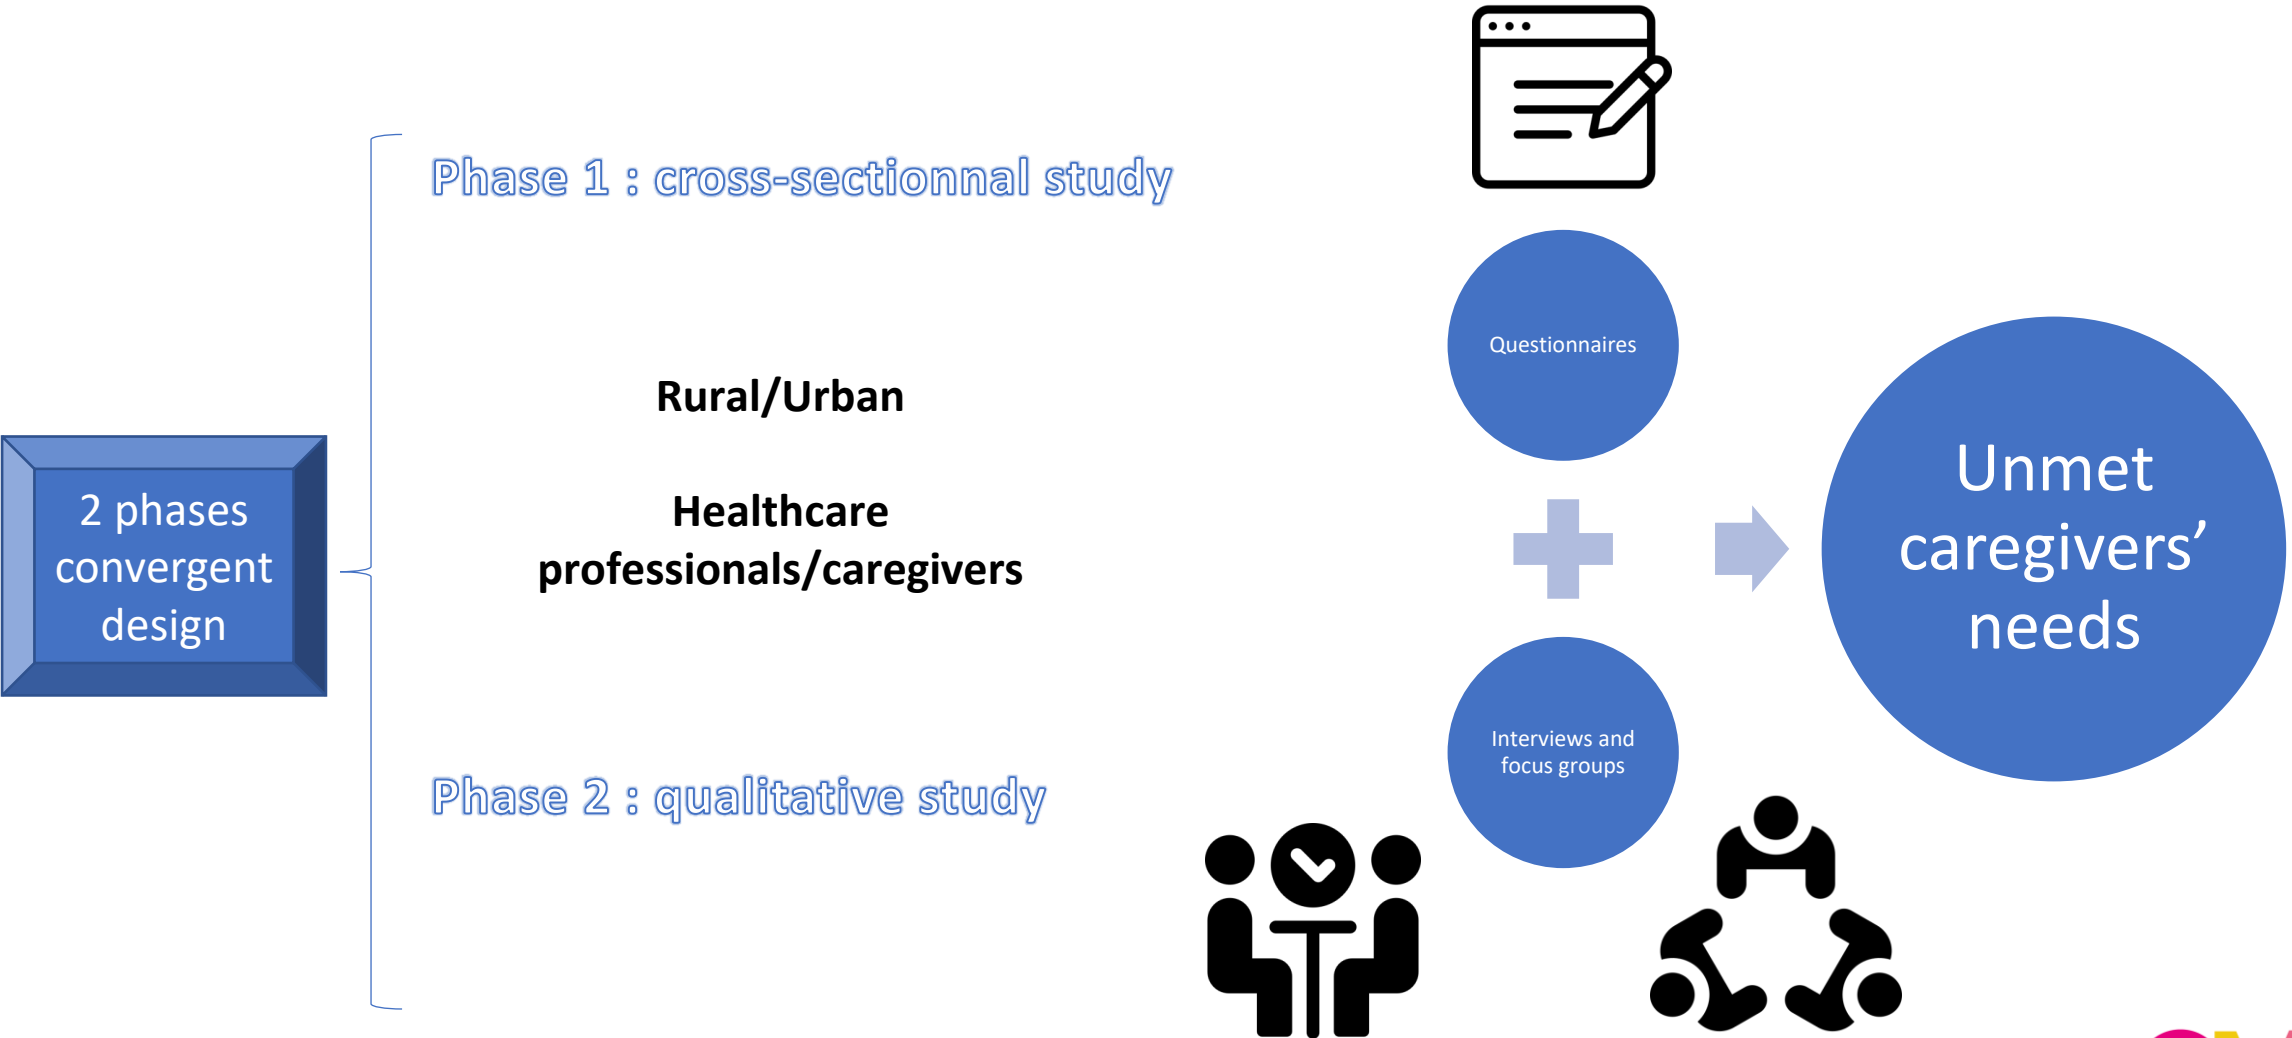 Phase 1 : cross-sectionnal study
Rural/Urban
Healthcare
professionals/caregivers
2 phases
convergent
design
Phase 2 : qualitative study
Questionnaires
Interviews and
focus groups
Unmet
caregivers’
needs